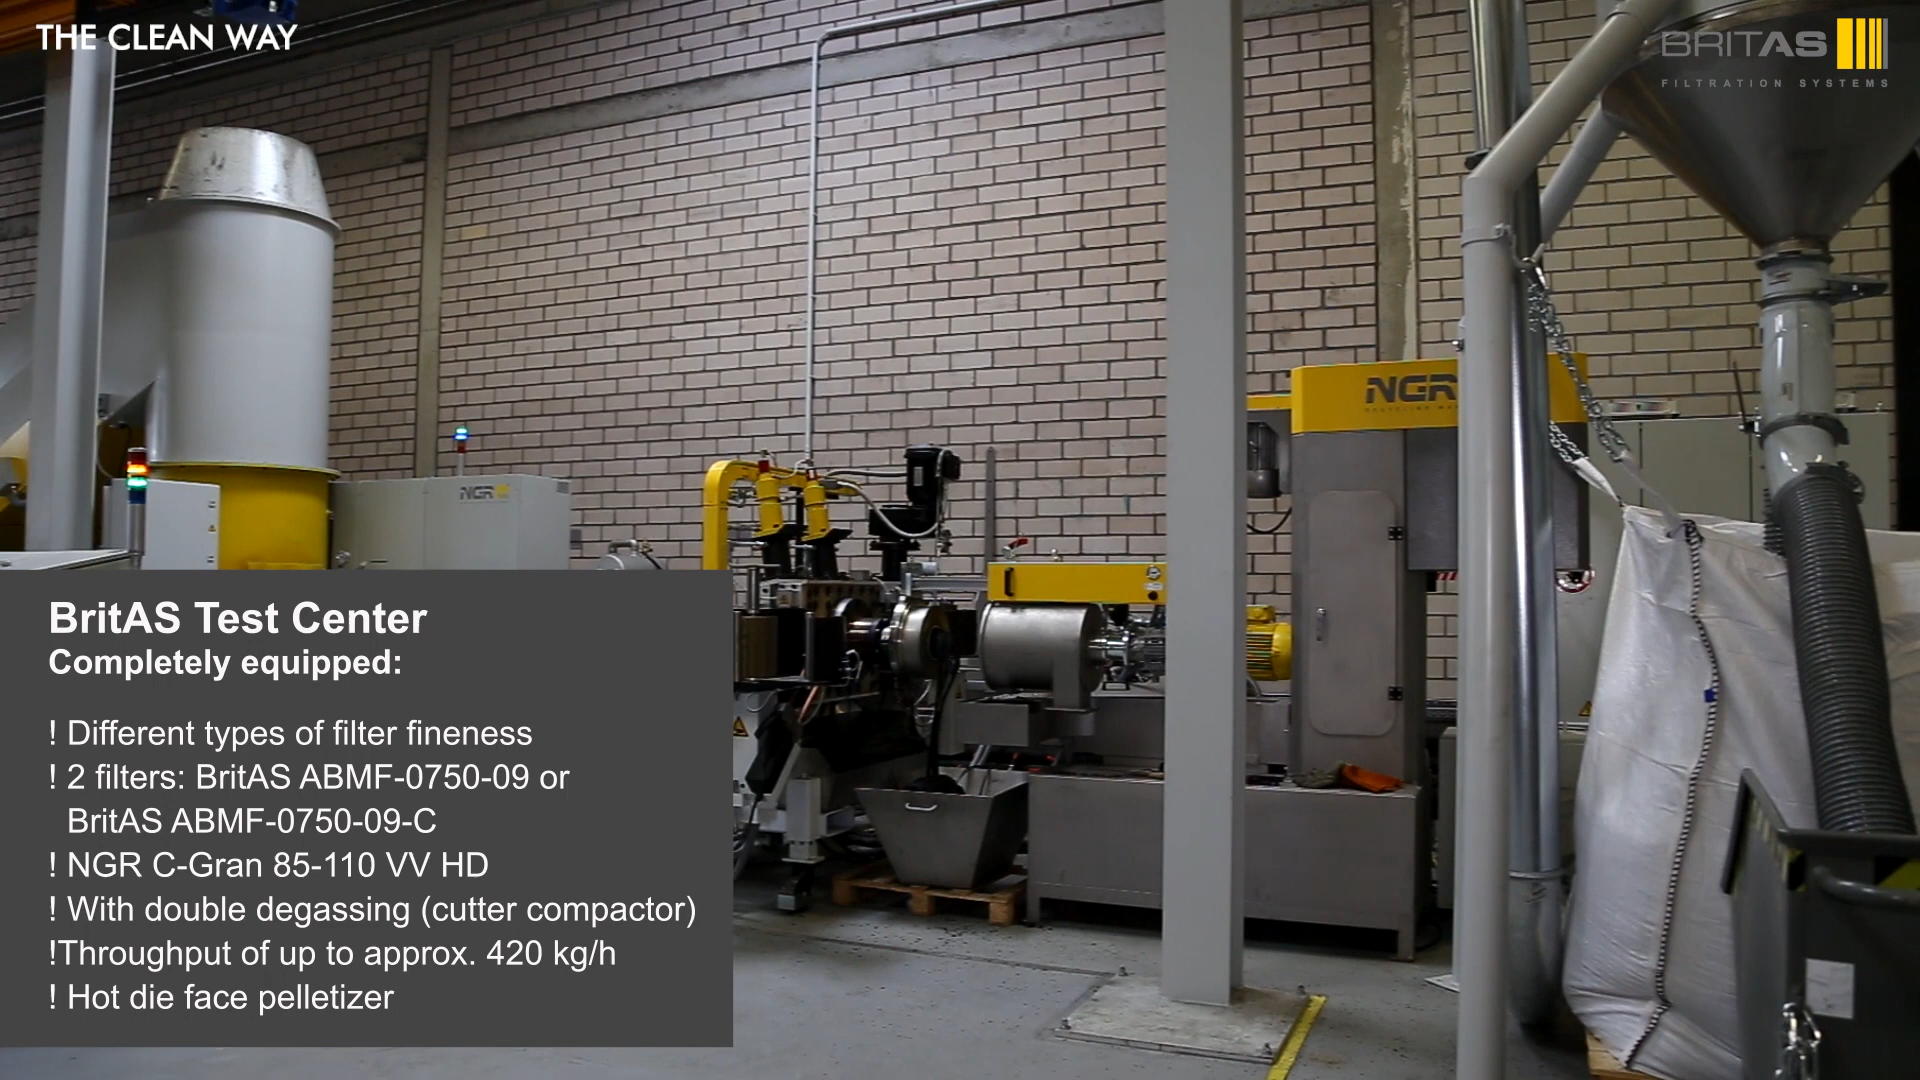 THE CLEAN WAY
BRITAS
FILTRATION SYSTEMS
NGR
NGR
BritAS Test Center
Completely equipped:
! Different types of filter fineness
! 2 filters: BritAS ABMF-0750-09 or
BritAS ABMF-0750-09-C
! NGR C-Gran 85-110 VV HD
! With double degassing (cutter compactor)
!Throughput of up to approx. 420 kg/h
! Hot die face pelletizer